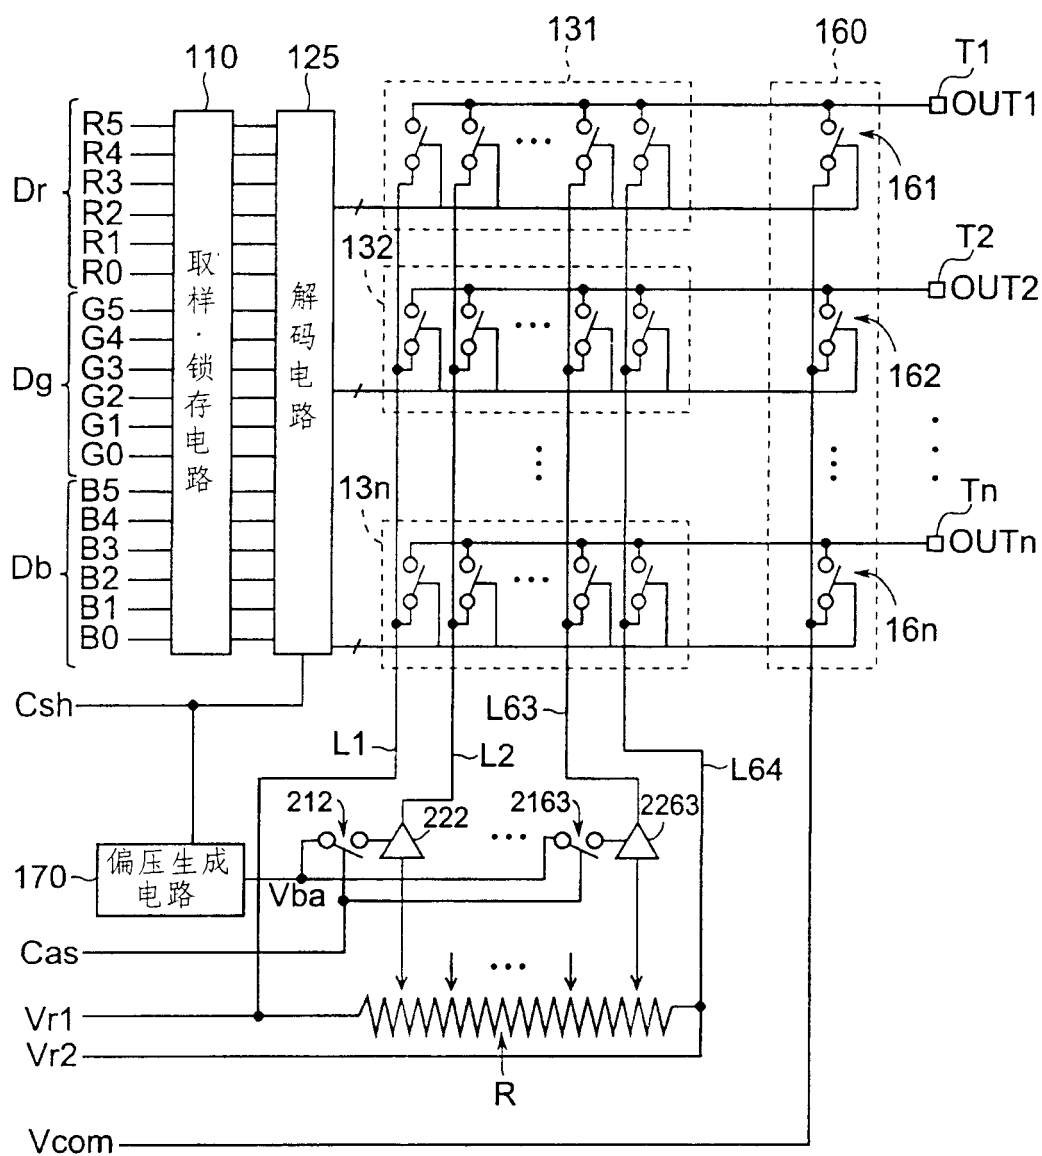 131
160
110
125
T1
OUT1
R5
R4
R3
R2
R1
R0
Dr
161
132
T2
OUT2
取样·锁存电路
解码电路
G5
G4
G3
G2
G1
G0
Dg
162
13n
Tn
OUTn
B5
B4
B3
B2
B1
B0
Db
16n
Csh
L1
L2
L63
L64
212
222
2163
2263
170
偏压生成
电路
Vba
Cas
Vr1
Vr2
R
Vcom